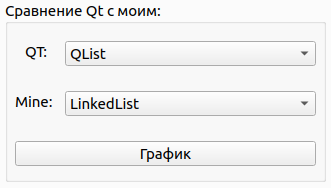 Сравнение Qt с моим:
QT: QList
Mine: LinkedList
График